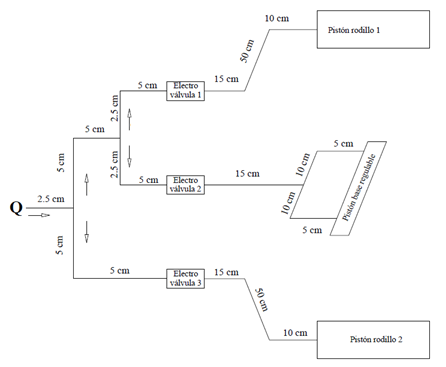 10 cm
Pistón rodillo 1
50 cm
5 cm
Electro
válvula 1
15 cm
2.5 cm
5 cm
5 cm
2.5 cm
5 cm
Electro
válvula 2
15 cm
10 cm
5 cm
Pistón base regulable
10 cm
5 cm
2.5 cm
Q
5 cm
5 cm
Electro
válvula 3
15 cm
50 cm
10 cm
Pistón rodillo 2